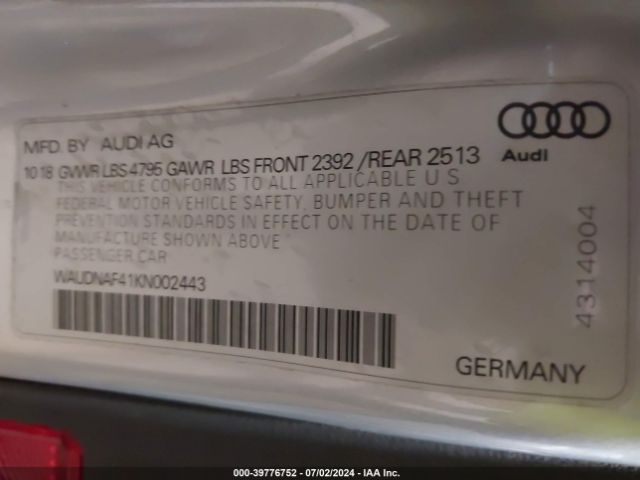 MFD. BY AUDI AG
10 18 GVWR LBS 4795 GAWR LBS FRONT 2392 /REAR 2513
THIS VEHICLE CONFORMS TO ALL APPLICABLE U S
FEDERAL MOTOR VEHICLE SAFETY, BUMPER AND THEFT
PREVENTION STANDARDS IN EFFECT ON THE DATE OF
MANUFACTURE SHOWN ABOVE
PASSENGER CAR
WAUDNAF41KN002443
Audi
4314004
GERMANY
000-39776752 - 07/02/2024 - IAA Inc.